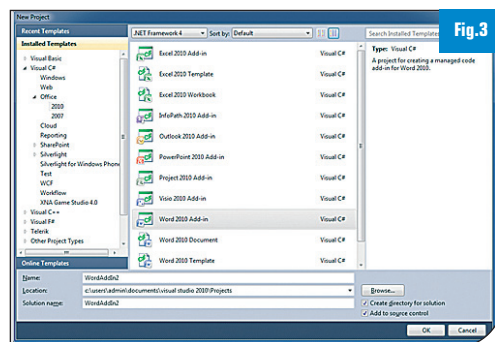 New Project
Fig.3
Recent Templates
.NET Framework 4
Sort by: Default
Search Installed Templates
Installed Templates
Visual Basic
Visual C#
Windows
Web
Office
2010
2007
Cloud
Reporting
SharePoint
Silverlight
Silverlight for Windows Phone
Test
WCF
Workflow
XNA Game Studio 4.0
Visual C++
Visual F#
Telerik
Other Project Types
Online Templates
Excel 2010 Add-in Visual C#
Excel 2010 Template Visual C#
Excel 2010 Workbook Visual C#
InfoPath 2010 Add-in Visual C#
Outlook 2010 Add-in Visual C#
PowerPoint 2010 Add-in Visual C#
Project 2010 Add-in Visual C#
Visio 2010 Add-in Visual C#
Word 2010 Add-in Visual C#
Word 2010 Document Visual C#
Word 2010 Template Visual C#
Type: Visual C#
A project for creating a managed code
add-in for Word 2010.
Name: WordAddIn2
Location: c:\users\admin\documents\visual studio 2010\Projects
Browse...
Solution name: WordAddIn2
Create directory for solution
Add to source control
OK Cancel